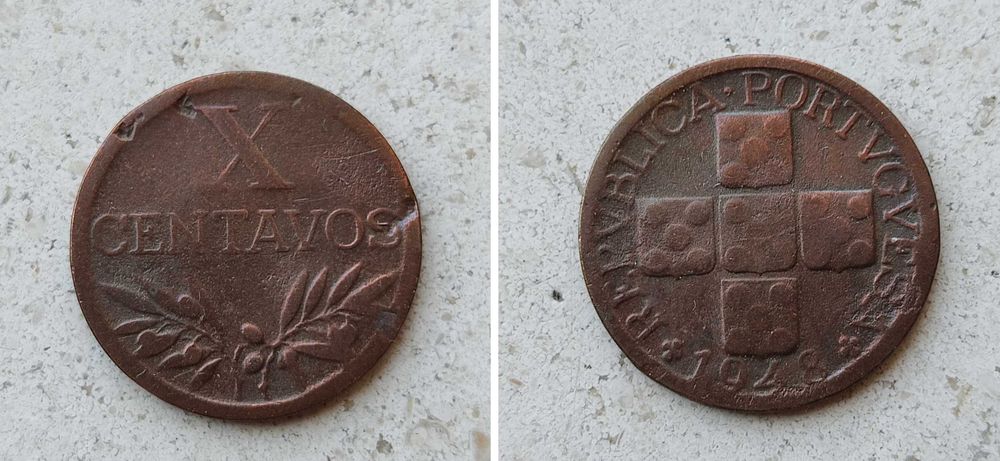 X
CENTAVOS
REPVBLICA·PORTVGVESA
1948